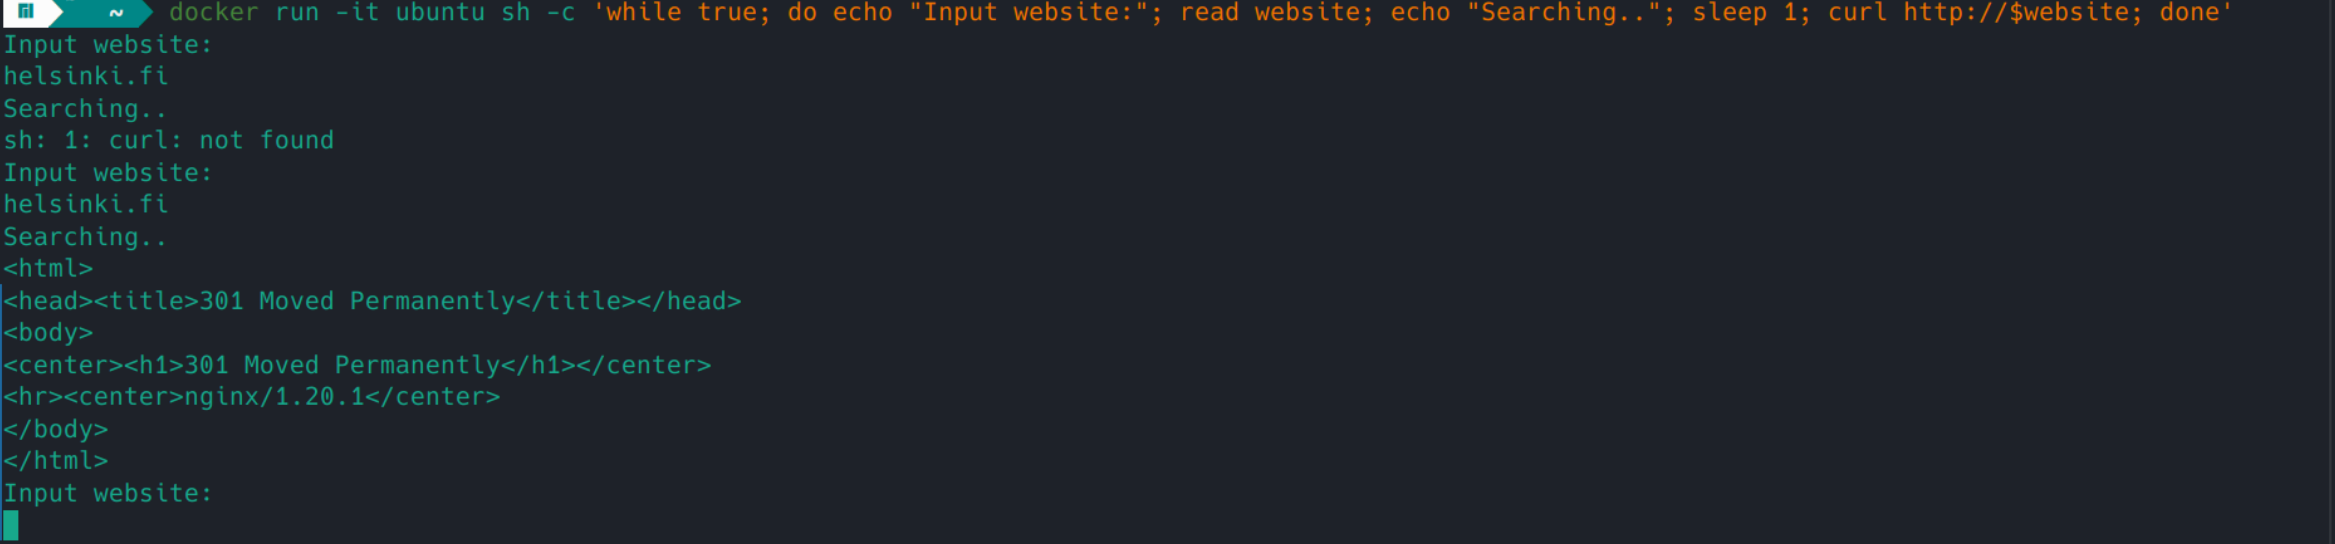 ~ docker run -it ubuntu sh -c 'while true; do echo "Input website:"; read website; echo "Searching.."; sleep 1; curl http://$website; done'
Input website:
helsinki.fi
Searching..
sh: 1: curl: not found
Input website:
helsinki.fi
Searching..
<html>
<head><title>301 Moved Permanently</title></head>
<body>
<center><h1>301 Moved Permanently</h1></center>
<hr><center>nginx/1.20.1</center>
</body>
</html>
Input website: